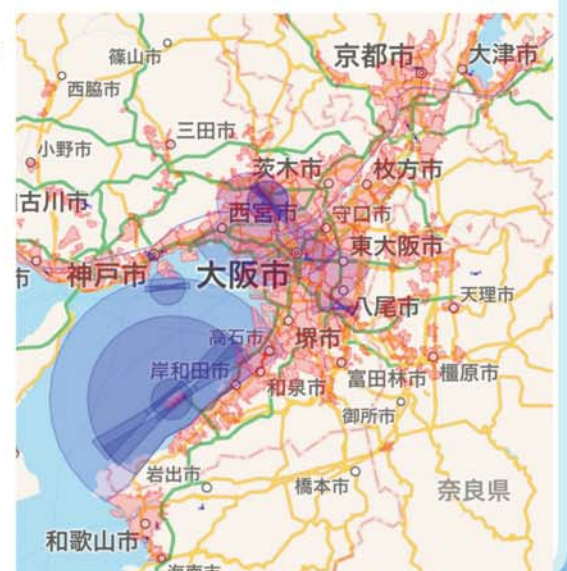 京都市
大津市
篠山市
西脇市
三田市
小野市
茨木市
枚方市
古川市
西宮市
守口市
東大阪市
市
神戸市
大阪市
八尾市
天理市
高石市
堺市
岸和田市
和泉市
富田林市
橿原市
御所市
岩出市
橋本市
奈良県
和歌山市
海南市